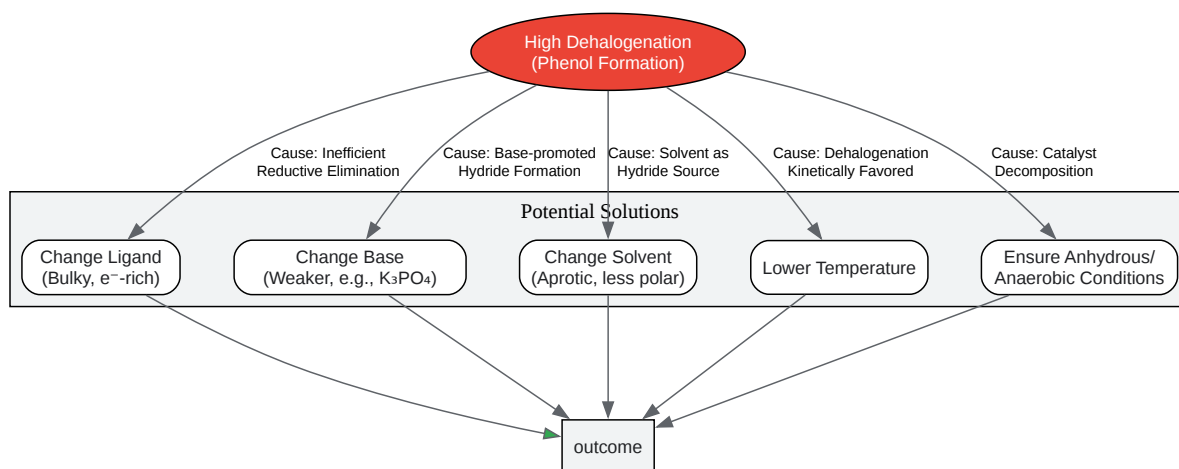 High Dehalogenation
(Phenol Formation)
Cause: Inefficient
Reductive Elimination
Cause: Base-promoted
Hydride Formation
Cause: Solvent as
Hydride Source
Cause: Dehalogenation
Kinetically Favored
Cause: Catalyst
Decomposition
Potential Solutions
Change Ligand
(Bulky, e⁻-rich)
Change Base
(Weaker, e.g., K₃PO₄)
Change Solvent
(Aprotic, less polar)
Lower Temperature
Ensure Anhydrous/
Anaerobic Conditions
outcome